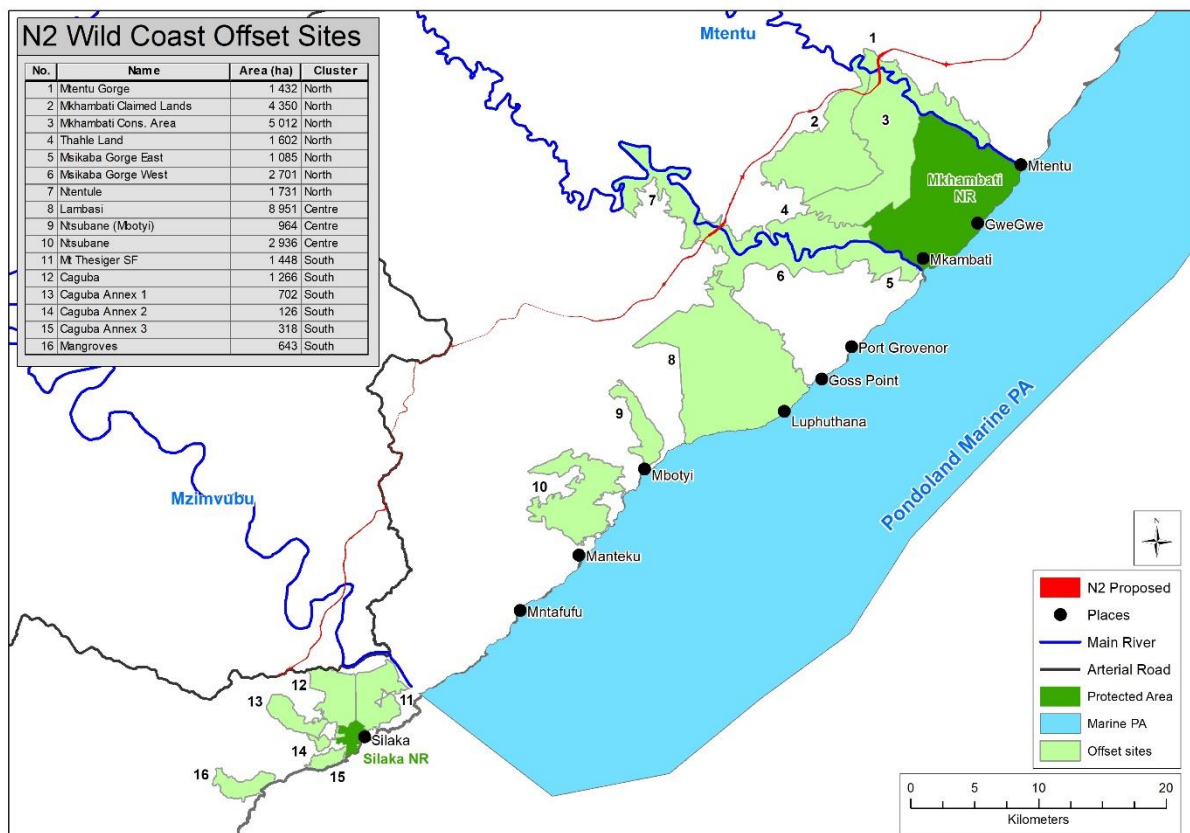 N2 Wild Coast Offset Sites
No. Name Area (ha) Cluster
1 Mtentu Gorge 1 432 North
2 Mkhambati Claimed Lands 4 350 North
3 Mkhambati Cons. Area 5 012 North
4 Thahle Land 1 602 North
5 Msikaba Gorge East 1 085 North
6 Msikaba Gorge West 2 701 North
7 Ntentule 1 731 North
8 Lambasi 8 951 Centre
9 Ntsubane (Mbotyi) 964 Centre
10 Ntsubane 2 936 Centre
11 Mt Thesiger SF 1 448 South
12 Caguba 1 266 South
13 Caguba Annex 1 702 South
14 Caguba Annex 2 126 South
15 Caguba Annex 3 318 South
16 Mangroves 643 South
Mtentu
1
2
3
Mtentu
Mkhambati
NR
7
4
GweGwe
Mkambati
6
5
Port Grovenor
8
Goss Point
9
Luphuthana
Mbotyi
10
Pondoland Marine PA
Mzimvubu
Manteku
Mntafufu
12
13
11
Silaka
14
Silaka NR
15
16
N
N2 Proposed
Places
Main River
Arterial Road
Protected Area
Marine PA
Offset sites
0 5 10 20
Kilometers